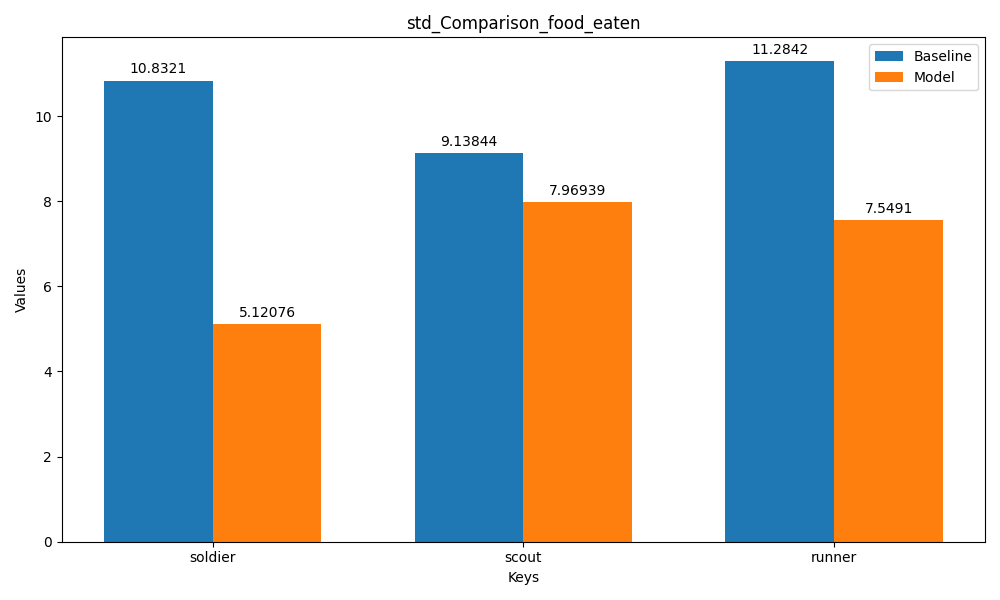 std_Comparison_food_eaten
Baseline
Model
10.8321
9.13844
11.2842
5.12076
7.96939
7.5491
Values
10
8
6
4
2
0
soldier
scout
runner
Keys